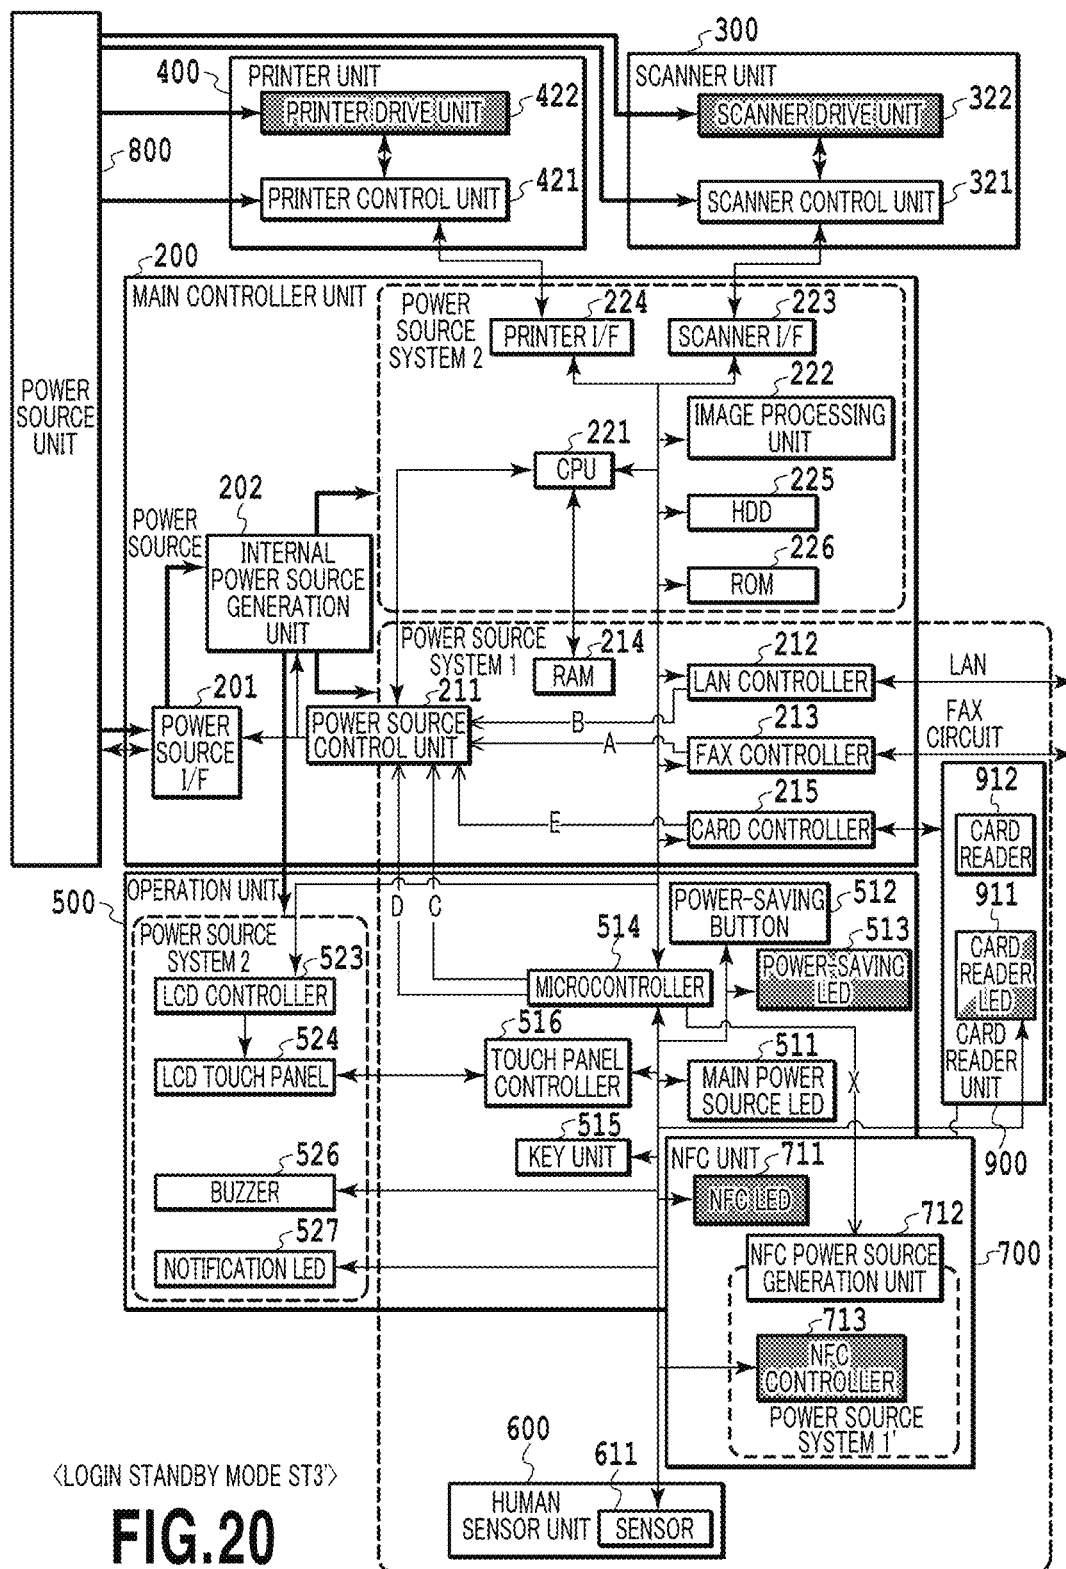 300
SCANNER UNIT
SCANNER DRIVE UNIT
322
SCANNER CONTROL UNIT
321
400
PRINTER UNIT
PRINTER DRIVE UNIT
422
PRINTER CONTROL UNIT
421
800
POWER
SOURCE
UNIT
200
MAIN CONTROLLER UNIT
POWER
SOURCE
SYSTEM 2
224
PRINTER I/F
223
SCANNER I/F
222
IMAGE PROCESSING
UNIT
221
CPU
225
HDD
226
ROM
202
POWER
SOURCE
INTERNAL
POWER SOURCE
GENERATION
UNIT
POWER SOURCE
SYSTEM 1
214
RAM
212
LAN CONTROLLER
LAN
201
POWER
SOURCE
I/F
211
POWER SOURCE
CONTROL UNIT
B
A
213
FAX CONTROLLER
FAX
CIRCUIT
215
CARD CONTROLLER
E
912
CARD
READER
911
CARD
READER
LED
CARD
READER
UNIT
900
500
OPERATION UNIT
D
C
POWER SOURCE
SYSTEM 2
523
LCD CONTROLLER
524
LCD TOUCH PANEL
526
BUZZER
527
NOTIFICATION LED
514
MICROCONTROLLER
POWER-SAVING
BUTTON
512
513
POWER-SAVING
LED
516
TOUCH PANEL
CONTROLLER
511
MAIN POWER
SOURCE LED
X
515
KEY UNIT
NFC UNIT
711
NFC LED
712
NFC POWER SOURCE
GENERATION UNIT
700
713
NFC
CONTROLLER
POWER SOURCE
SYSTEM 1'
600
HUMAN
SENSOR UNIT
611
SENSOR
〈LOGIN STANDBY MODE ST3'〉
FIG.20